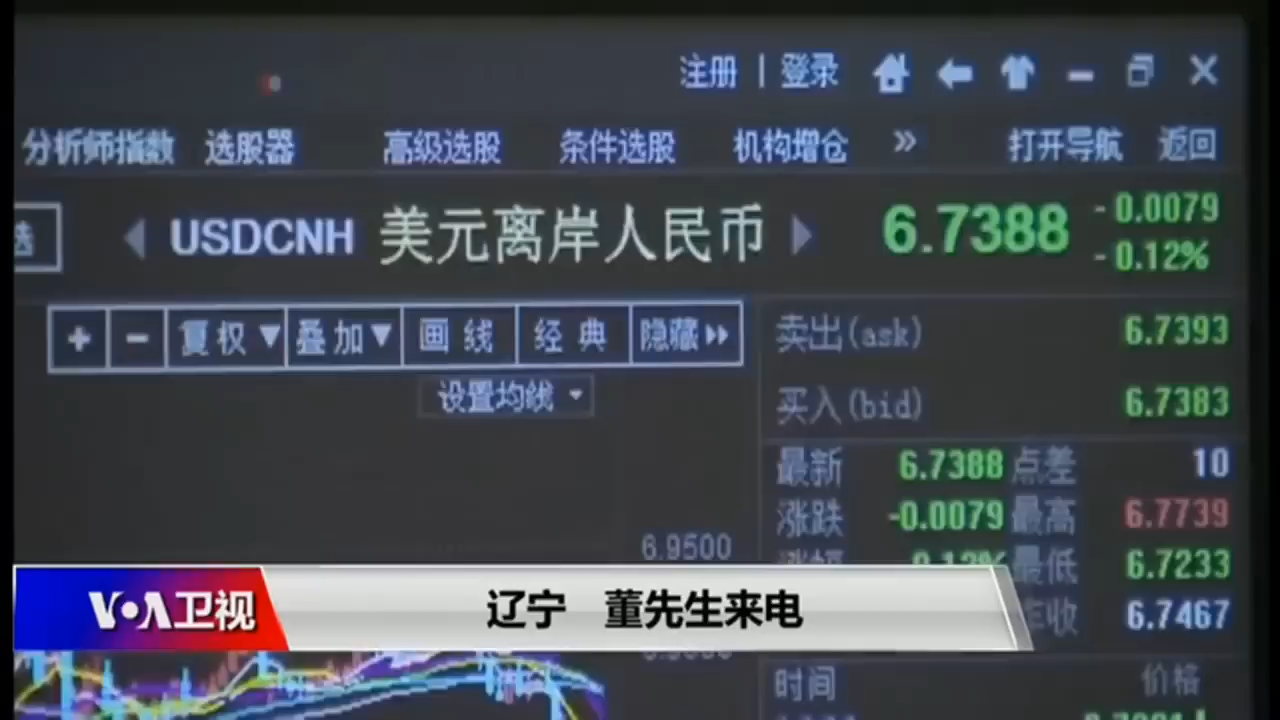 注册 | 登录
分析师指数 选股器 高级选股 条件选股 机构增仓 » 打开导航 返回
选 USDCNH 美元离岸人民币 6.7388 -0.0079
-0.12%
+ - 复权 叠加 画线 经典 隐藏
设置均线
卖出(ask) 6.7393
买入(bid) 6.7383
最新 6.7388 点差 10
涨跌 -0.0079 最高 6.7739
6.9500
最低 6.7233
昨收 6.7467
VOA卫视 辽宁 董先生来电
时间 价格